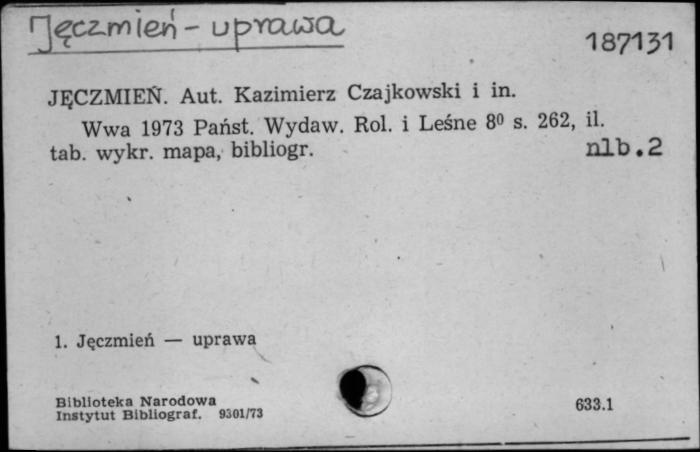 Jęczmień - uprawa
187131
JĘCZMIEŃ. Aut. Kazimierz Czajkowski i in.
Wwa 1973 Państ. Wydaw. Rol. i Leśne 8⁰ s. 262, il.
tab. wykr. mapa, bibliogr.
nlb.2
1. Jęczmień — uprawa
Biblioteka Narodowa
Instytut Bibliograf. 9301/73
633.1